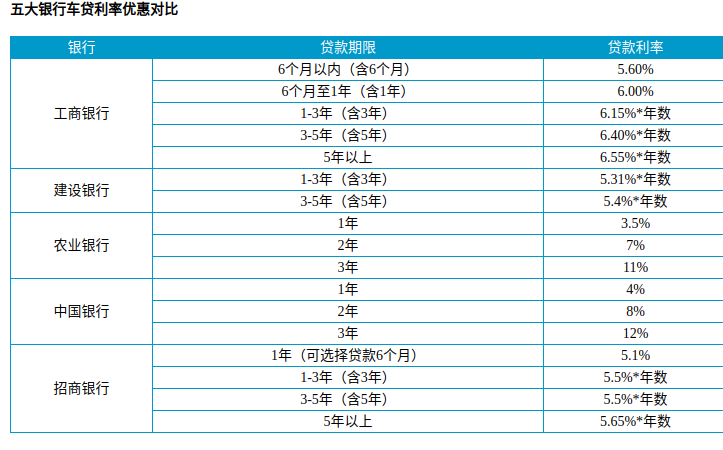 五大银行车贷利率优惠对比
银行 贷款期限 贷款利率
工商银行 6个月以内（含6个月） 5.60%
6个月至1年（含1年） 6.00%
1-3年（含3年） 6.15%*年数
3-5年（含5年） 6.40%*年数
5年以上 6.55%*年数
建设银行 1-3年（含3年） 5.31%*年数
3-5年（含5年） 5.4%*年数
农业银行 1年 3.5%
2年 7%
3年 11%
中国银行 1年 4%
2年 8%
3年 12%
招商银行 1年（可选择贷款6个月） 5.1%
1-3年（含3年） 5.5%*年数
3-5年（含5年） 5.5%*年数
5年以上 5.65%*年数